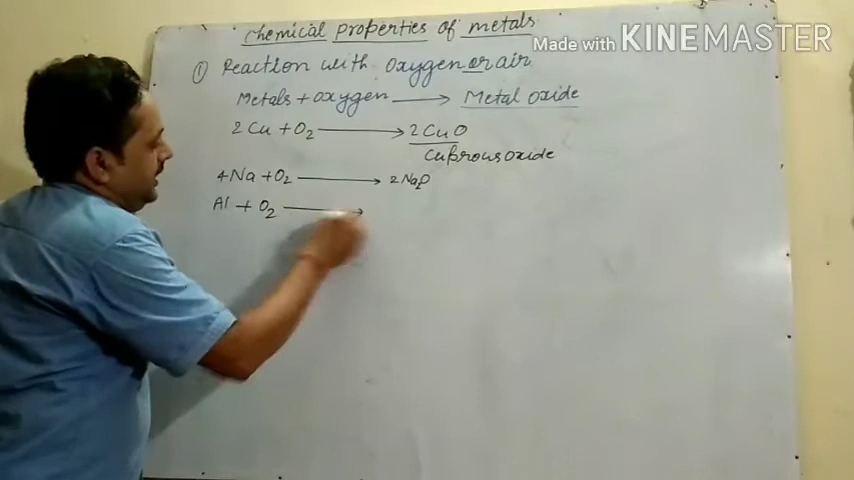 chemical properties of metals
Made with KINEMASTER
① Reaction with oxygen or air
Metals + oxygen → Metal oxide
2 Cu + O2 → 2 CuO
Cuprous oxide
4Na + O2 → 2 Na2O
Al + O2 →